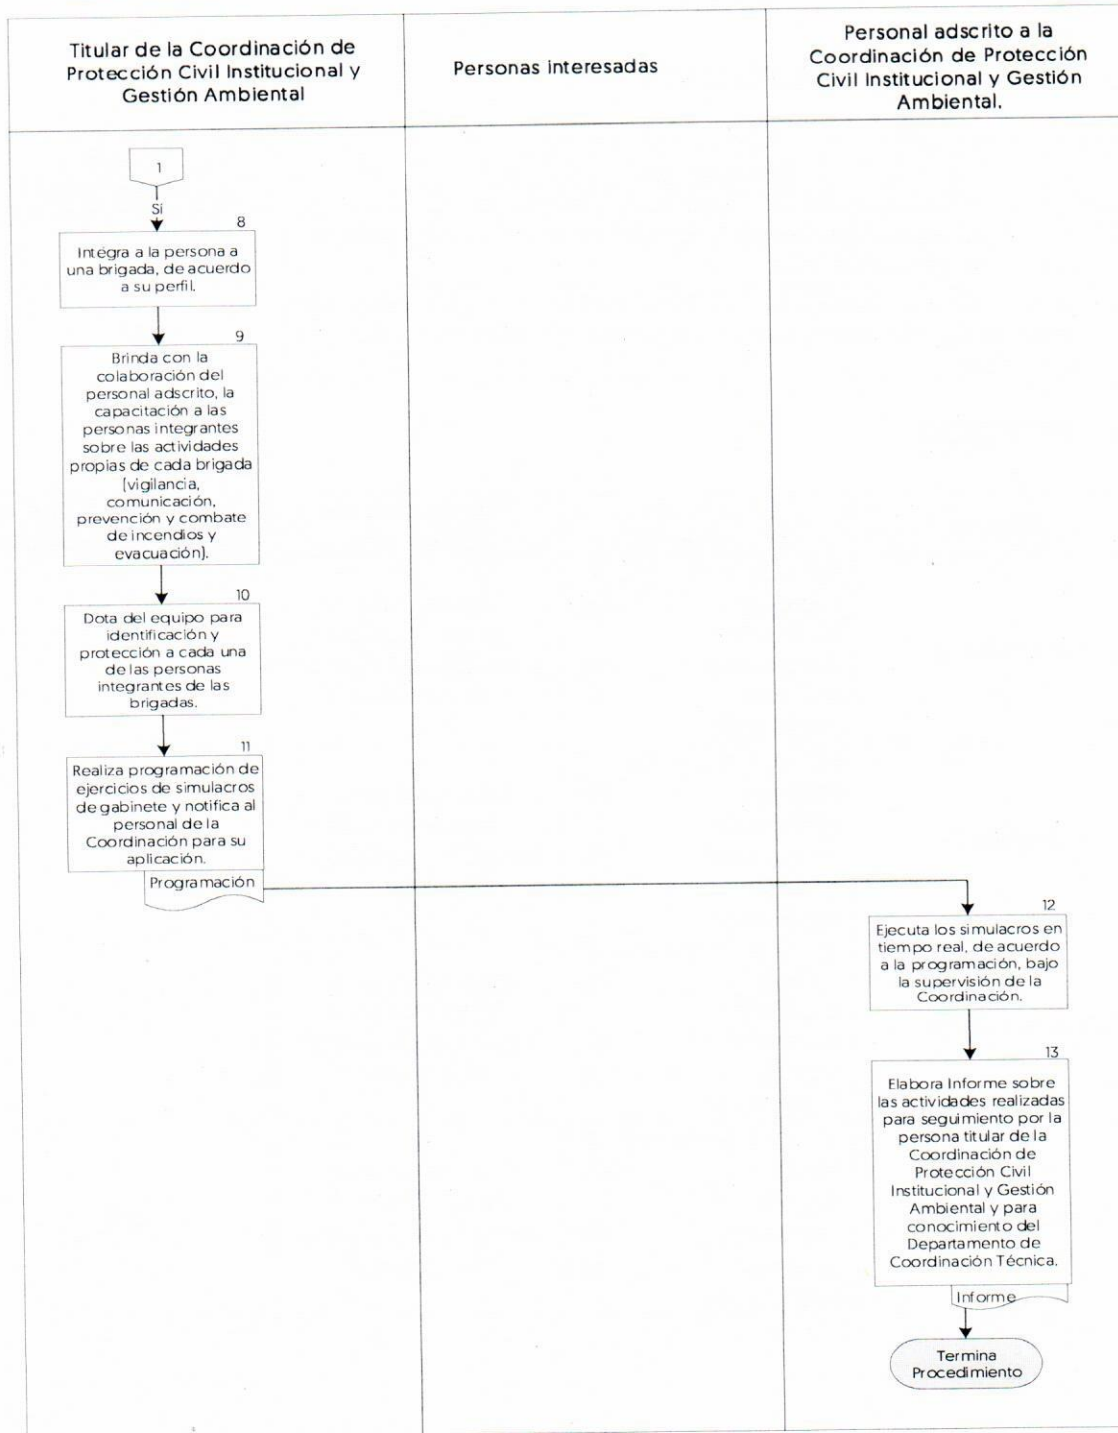 Titular de la Coordinación de
Protección Civil Institucional y
Gestión Ambiental
Personas interesadas
Personal adscrito a la
Coordinación de Protección
Civil Institucional y Gestión
Ambiental.
1
Si
8
Intégra a la persona a
una brigada, de acuerdo
a su perfil.
9
Brinda con la
colaboración del
personal adscrito, la
capacitación a las
personas integrantes
sobre las actividades
propias de cada brigada
(vigilancia,
comunicación,
prevención y combate
de incendios y
evacuación).
10
Dota del equipo para
identificación y
protección a cada una
de las personas
integrantes de las
brigadas.
11
Realiza programación de
ejercicios de simulacros
de gabinete y notifica al
personal de la
Coordinación para su
aplicación.
Programación
12
Ejecuta los simulacros en
tiempo real, de acuerdo
a la programación, bajo
la supervisión de la
Coordinación.
13
Elabora Informe sobre
las actividades realizadas
para seguimiento por la
persona titular de la
Coordinación de
Protección Civil
Institucional y Gestión
Ambiental y para
conocimiento del
Departamento de
Coordinación Técnica.
Informe
Termina
Procedimiento